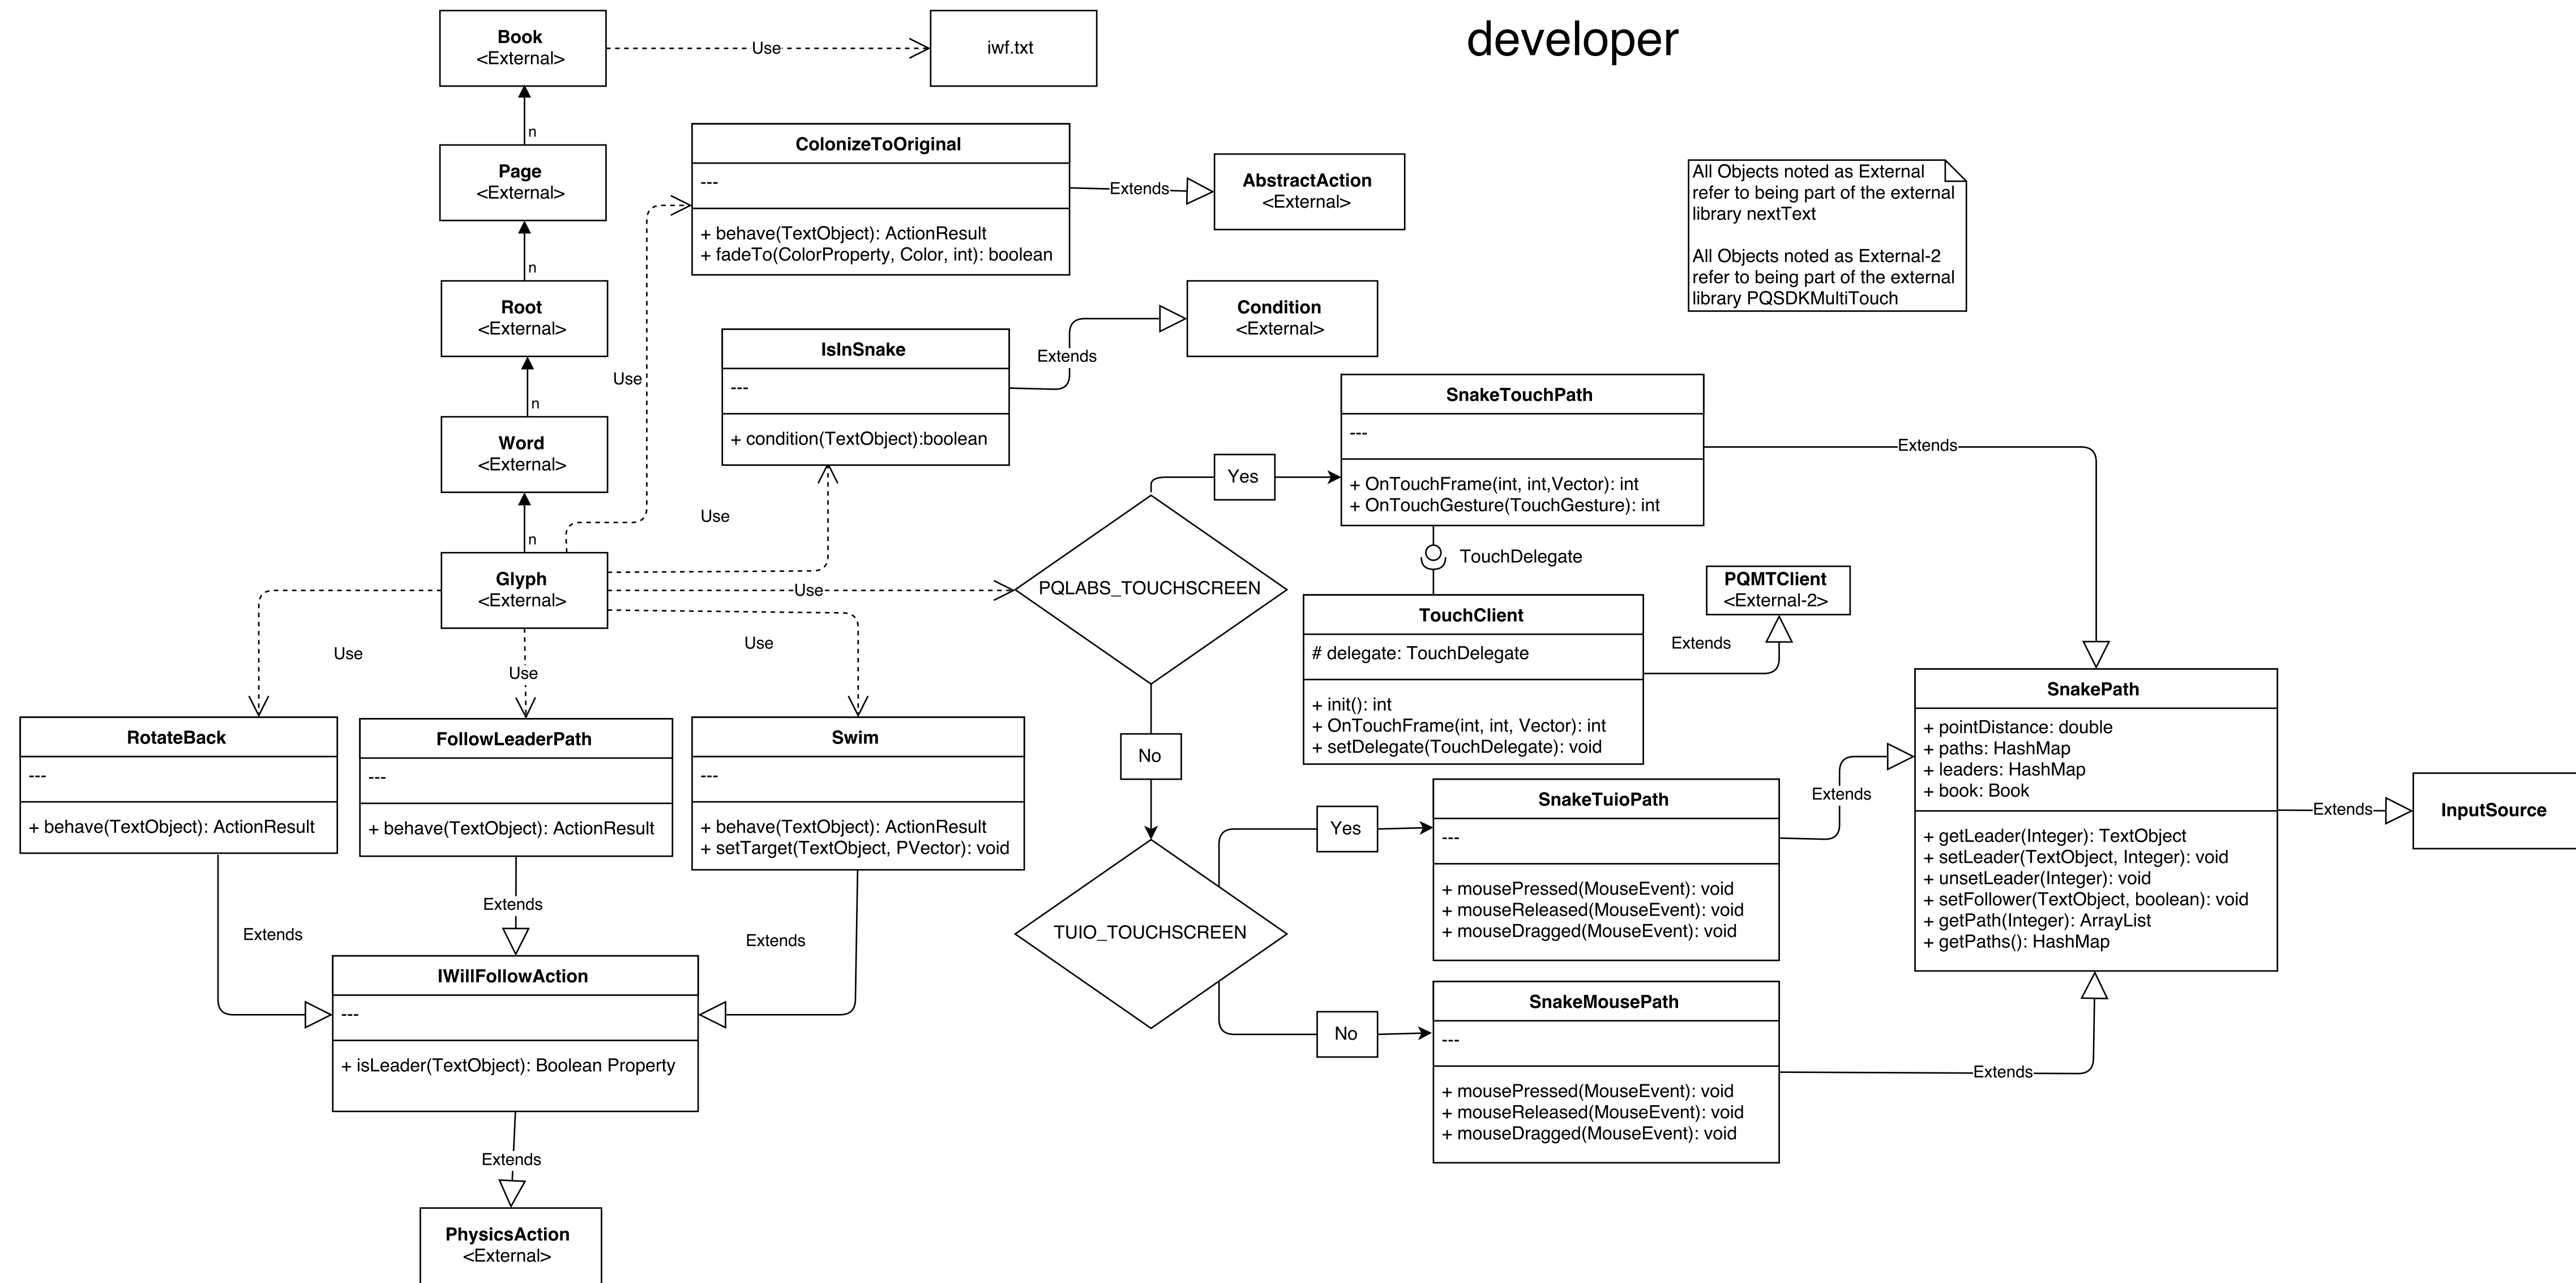 developer
Book
<External>
Use
iwf.txt
n
Page
<External>
n
Root
<External>
n
Word
<External>
n
Glyph
<External>
Use
ColonizeToOriginal
---
+ behave(TextObject): ActionResult
+ fadeTo(ColorProperty, Color, int): boolean
Extends
AbstractAction
<External>
Use
IsInSnake
---
+ condition(TextObject):boolean
Extends
Condition
<External>
All Objects noted as External
refer to being part of the external
library nextText
All Objects noted as External-2
refer to being part of the external
library PQSDKMultiTouch
Use
PQLABS_TOUCHSCREEN
Yes
SnakeTouchPath
---
+ OnTouchFrame(int, int,Vector): int
+ OnTouchGesture(TouchGesture): int
Extends
TouchDelegate
TouchClient
# delegate: TouchDelegate
+ init(): int
+ OnTouchFrame(int, int, Vector): int
+ setDelegate(TouchDelegate): void
Extends
PQMTClient
<External-2>
No
TUIO_TOUCHSCREEN
Yes
SnakeTuioPath
---
+ mousePressed(MouseEvent): void
+ mouseReleased(MouseEvent): void
+ mouseDragged(MouseEvent): void
Extends
No
SnakeMousePath
---
+ mousePressed(MouseEvent): void
+ mouseReleased(MouseEvent): void
+ mouseDragged(MouseEvent): void
Extends
SnakePath
+ pointDistance: double
+ paths: HashMap
+ leaders: HashMap
+ book: Book
+ getLeader(Integer): TextObject
+ setLeader(TextObject, Integer): void
+ unsetLeader(Integer): void
+ setFollower(TextObject, boolean): void
+ getPath(Integer): ArrayList
+ getPaths(): HashMap
Extends
InputSource
Use
Use
Use
RotateBack
---
+ behave(TextObject): ActionResult
FollowLeaderPath
---
+ behave(TextObject): ActionResult
Swim
---
+ behave(TextObject): ActionResult
+ setTarget(TextObject, PVector): void
Extends
Extends
Extends
IWillFollowAction
---
+ isLeader(TextObject): Boolean Property
Extends
PhysicsAction
<External>